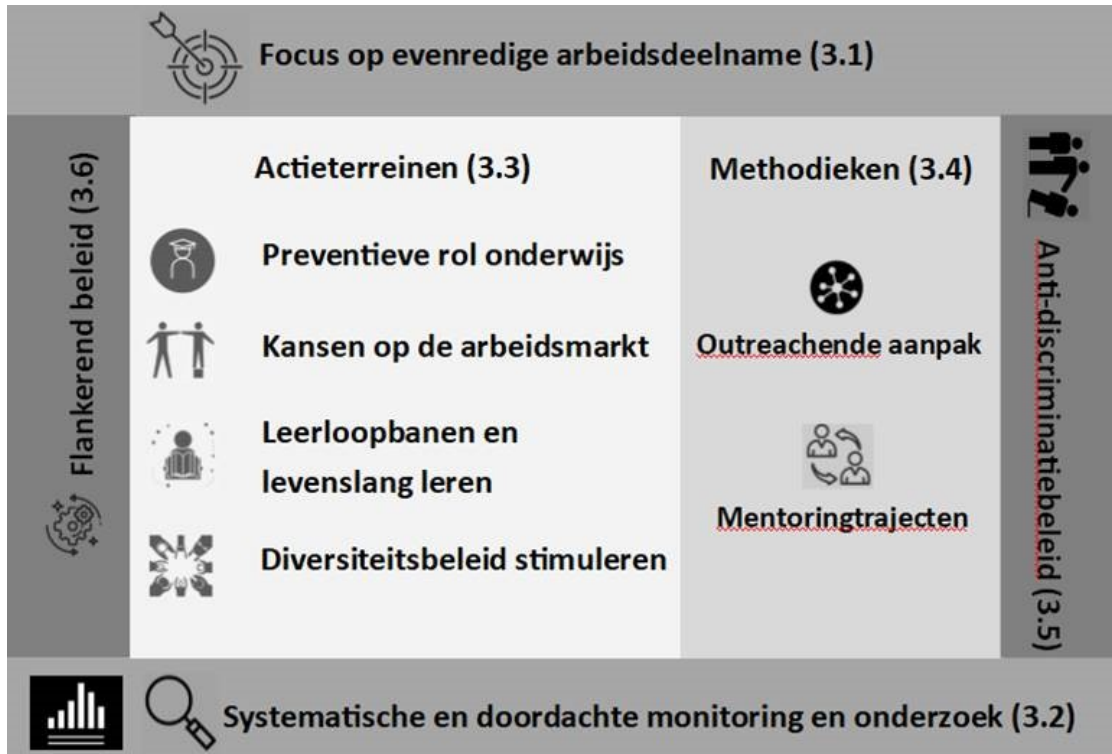 Focus op evenredige arbeidsdeelname (3.1)
Flankerend beleid (3.6)
Actieterreinen (3.3)
Preventieve rol onderwijs
Kansen op de arbeidsmarkt
Leerloopbanen en
levenslang leren
Diversiteitsbeleid stimuleren
Methodieken (3.4)
Outreachende aanpak
Mentoringtrajecten
Anti-discriminatiebeleid (3.5)
Systematische en doordachte monitoring en onderzoek (3.2)